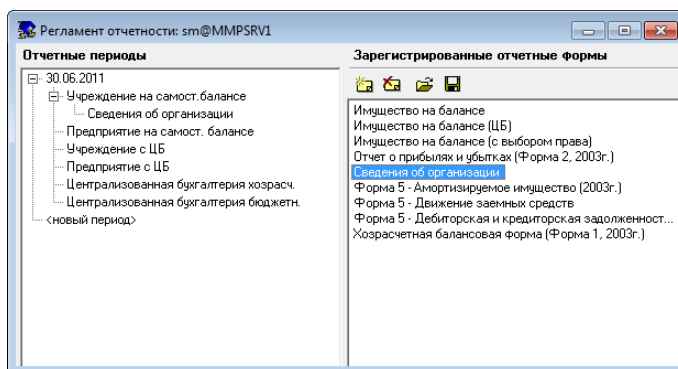 Регламент отчетности: sm@MMPSRV1
Отчетные периоды
30.06.2011
Учреждение на самост.балансе
Сведения об организации
Предприятие на самост. балансе
Учреждение с ЦБ
Предприятие с ЦБ
Централизованная бухгалтерия хозрасч.
Централизованная бухгалтерия бюджетн.
<новый период>
Зарегистрированные отчетные формы
Имущество на балансе
Имущество на балансе (ЦБ)
Имущество на балансе (с выбором права)
Отчет о прибылях и убытках (Форма 2, 2003г.)
Сведения об организации
Форма 5 - Амортизируемое имущество (2003г.)
Форма 5 - Движение заемных средств
Форма 5 - Дебиторская и кредиторская задолженност...
Хозрасчетная балансовая форма (Форма 1, 2003г.)